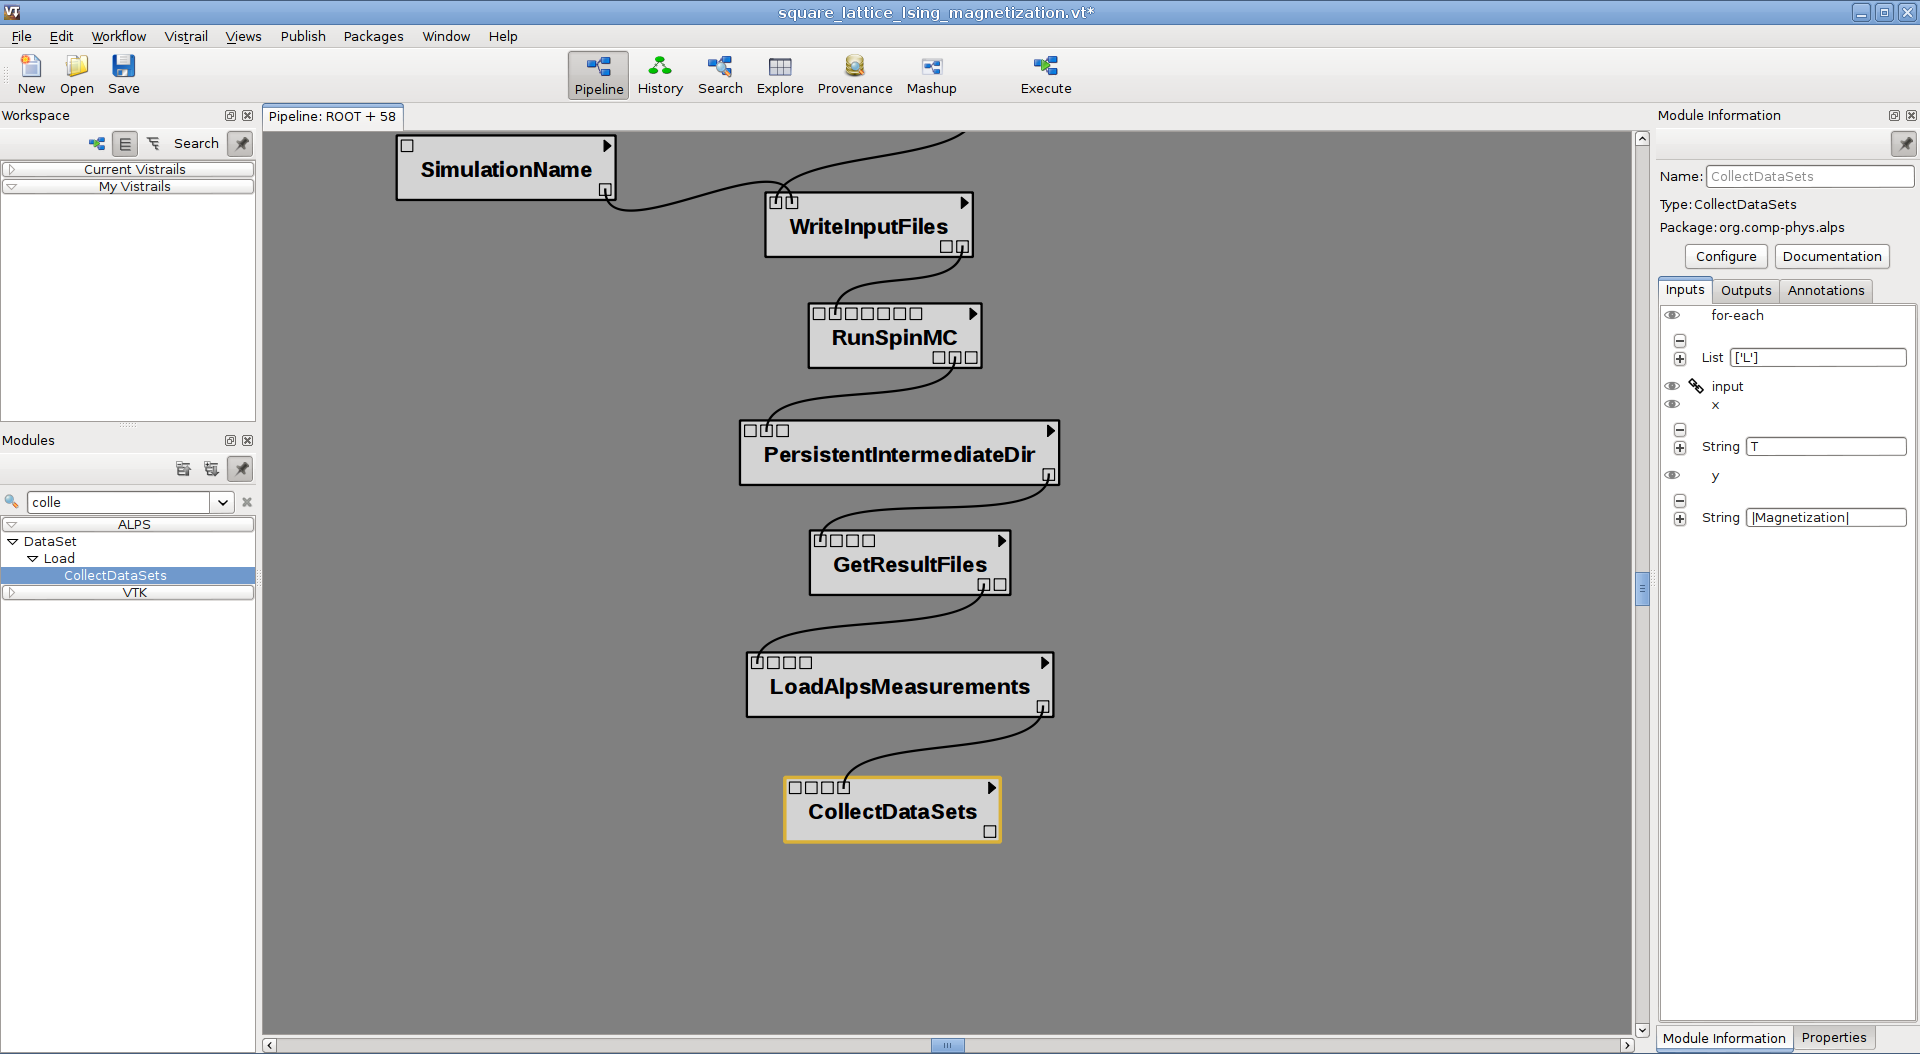 VT
square_lattice_Ising_magnetization.vt*
File Edit Workflow Vistrail Views Publish Packages Window Help
New Open Save Pipeline History Search Explore Provenance Mashup Execute
Workspace
Search
Current Vistrails
My Vistrails
Modules
colle
ALPS
DataSet
Load
CollectDataSets
VTK
Pipeline: ROOT + 58
SimulationName
WriteInputFiles
RunSpinMC
PersistentIntermediateDir
GetResultFiles
LoadAlpsMeasurements
CollectDataSets
Module Information
Name: CollectDataSets
Type: CollectDataSets
Package: org.comp-phys.alps
Configure Documentation
Inputs Outputs Annotations
for-each
List ['L']
input
x
String T
y
String |Magnetization|
Module Information Properties